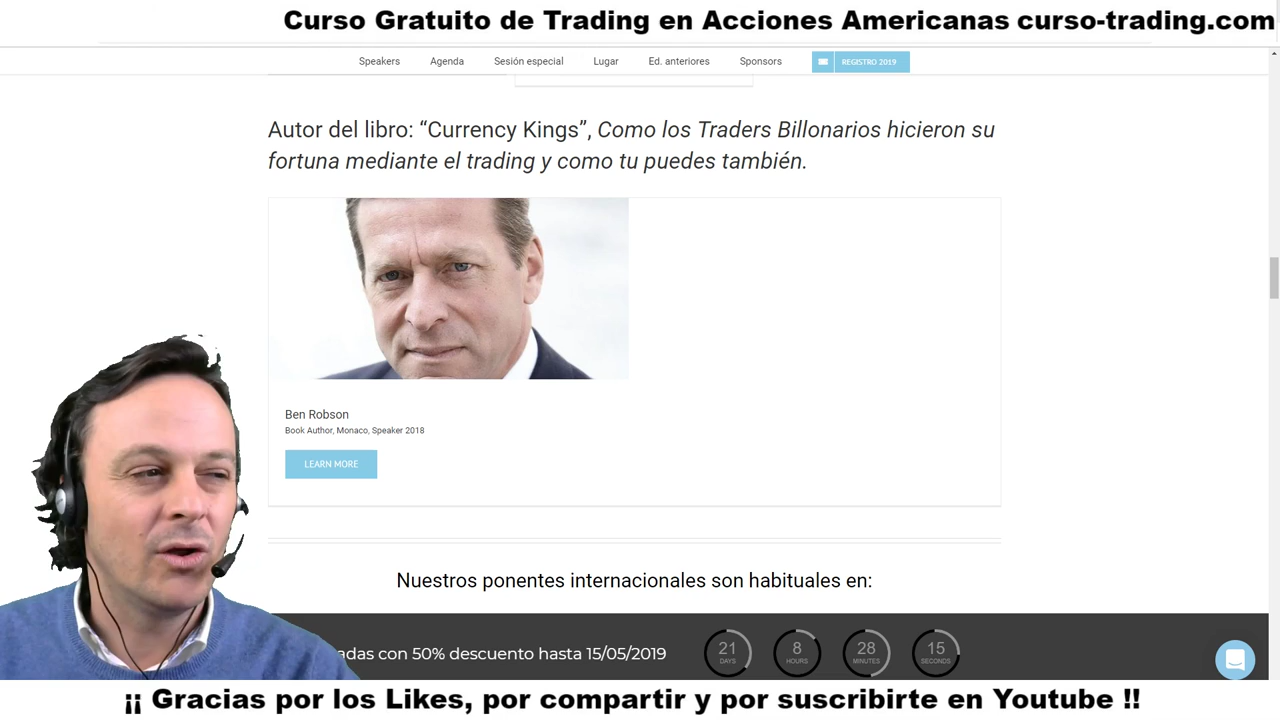 Curso Gratuito de Trading en Acciones Americanas curso-trading.com
Speakers Agenda Sesión especial Lugar Ed. anteriores Sponsors REGISTRO 2019
Autor del libro: “Currency Kings”, Como los Traders Billonarios hicieron su
fortuna mediante el trading y como tu puedes también.
Ben Robson
Book Author, Monaco, Speaker 2018
LEARN MORE
Nuestros ponentes internacionales son habituales en:
adas con 50% descuento hasta 15/05/2019
21 8 28 15
DAYS HOURS MINUTES SECONDS
¡¡ Gracias por los Likes, por compartir y por suscribirte en Youtube !!